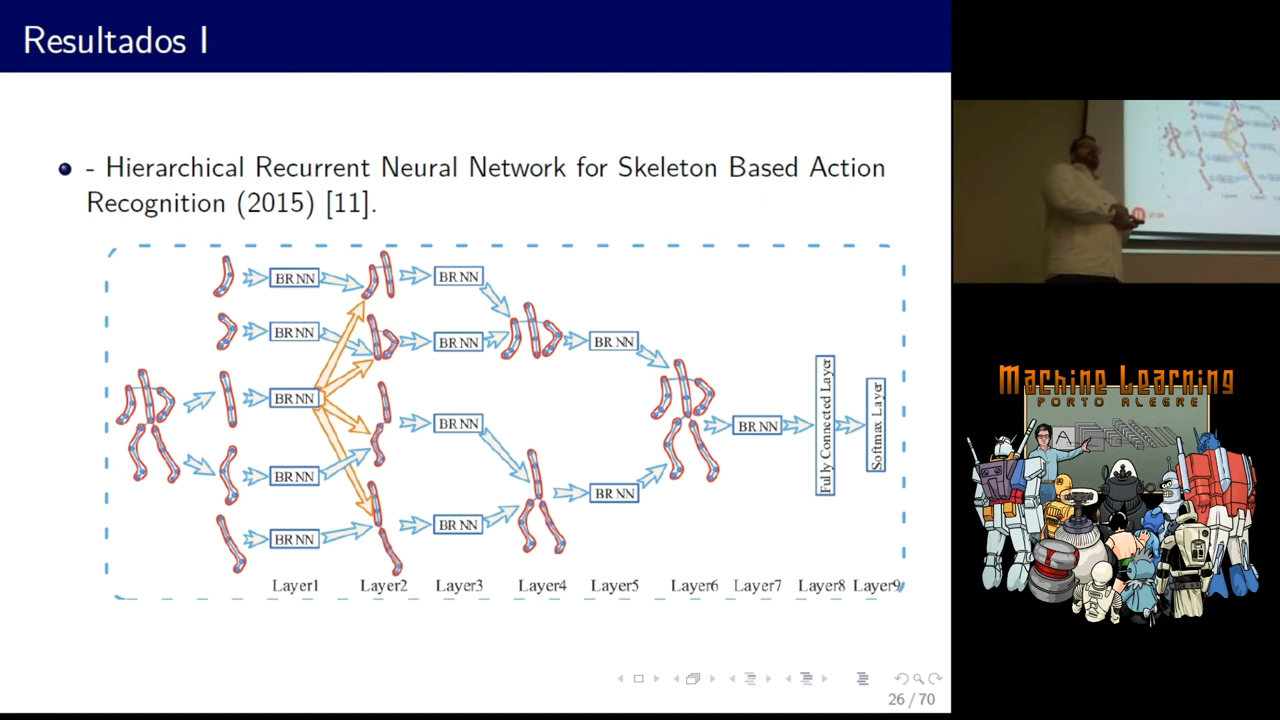 Resultados I
- Hierarchical Recurrent Neural Network for Skeleton Based Action
Recognition (2015) [11].
BRNN
BRNN
BRNN
BRNN
BRNN
BRNN
BRNN
BRNN
BRNN
BRNN
BRNN
BRNN
Fully Connected Layer
Softmax Layer
Layer1 Layer2 Layer3 Layer4 Layer5 Layer6 Layer7 Layer8 Layer9
26 / 70
Machine Learning
PORTO ALEGRE
A